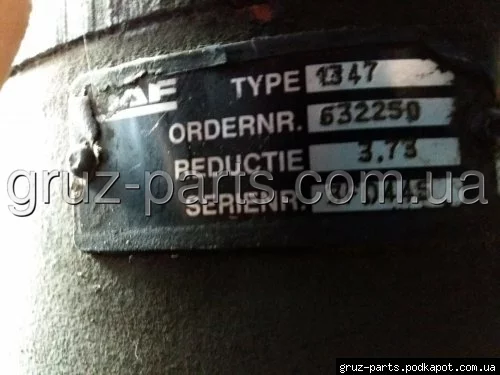 DAF
TYPE 1347
ORDERNR. 632250
REDUCTIE 3.73
gruz-parts.com.ua
SERIENR.
gruz-parts.podkapot.com.ua